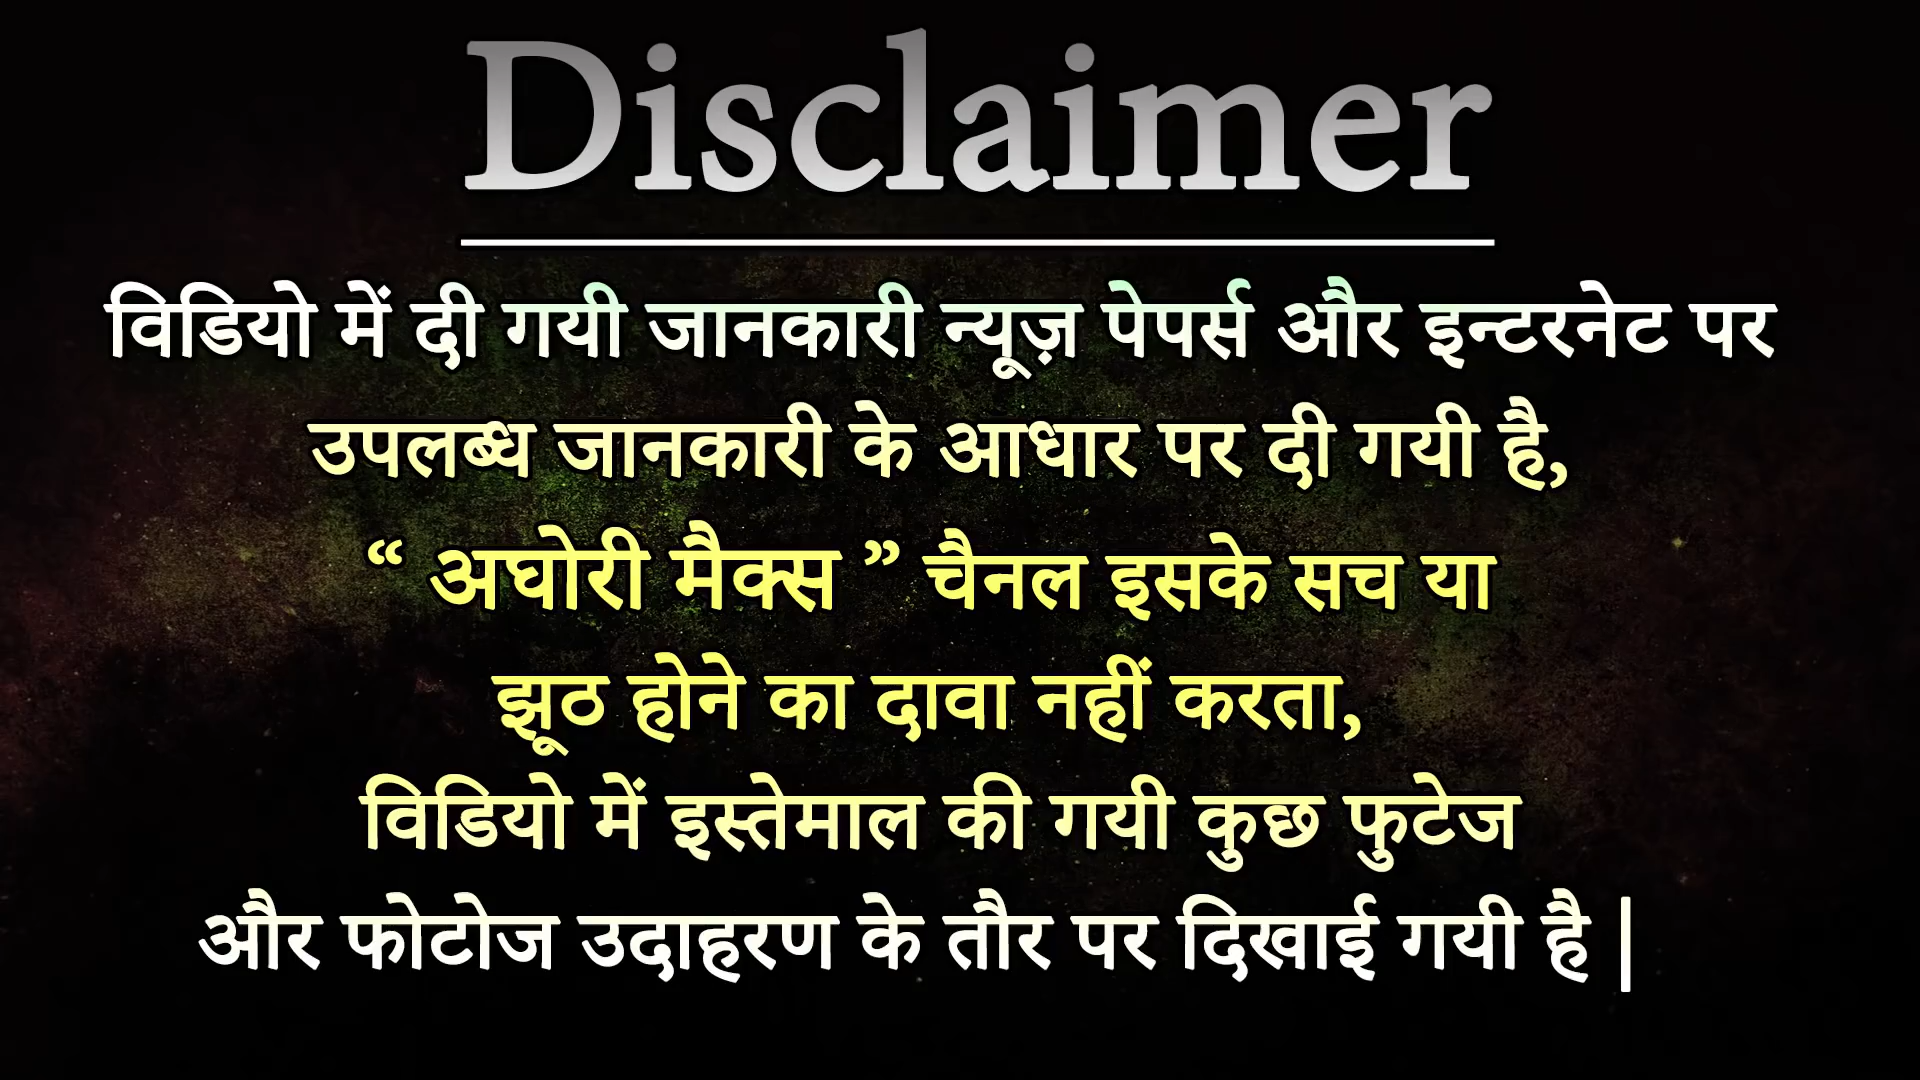 Disclaimer
विडियो में दी गयी जानकारी न्यूज़ पेपर्स और इन्टरनेट पर
उपलब्ध जानकारी के आधार पर दी गयी है,
“ अघोरी मैक्स ” चैनल इसके सच या
झूठ होने का दावा नहीं करता,
विडियो में इस्तेमाल की गयी कुछ फुटेज
और फोटोज उदाहरण के तौर पर दिखाई गयी है |